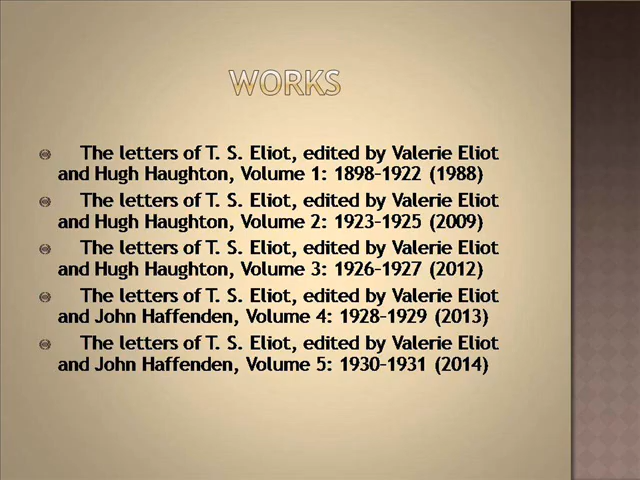 WORKS
The letters of T. S. Eliot, edited by Valerie Eliot
and Hugh Haughton, Volume 1: 1898-1922 (1988)
The letters of T. S. Eliot, edited by Valerie Eliot
and Hugh Haughton, Volume 2: 1923-1925 (2009)
The letters of T. S. Eliot, edited by Valerie Eliot
and Hugh Haughton, Volume 3: 1926-1927 (2012)
The letters of T. S. Eliot, edited by Valerie Eliot
and John Haffenden, Volume 4: 1928-1929 (2013)
The letters of T. S. Eliot, edited by Valerie Eliot
and John Haffenden, Volume 5: 1930-1931 (2014)